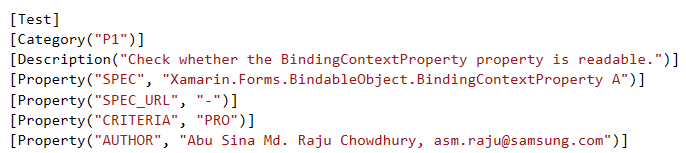 [Test]
[Category("P1")]
[Description("Check whether the BindingContextProperty property is readable.")]
[Property("SPEC", "Xamarin.Forms.BindableObject.BindingContextProperty A")]
[Property("SPEC_URL", "-")]
[Property("CRITERIA", "PRO")]
[Property("AUTHOR", "Abu Sina Md. Raju Chowdhury, asm.raju@samsung.com")]